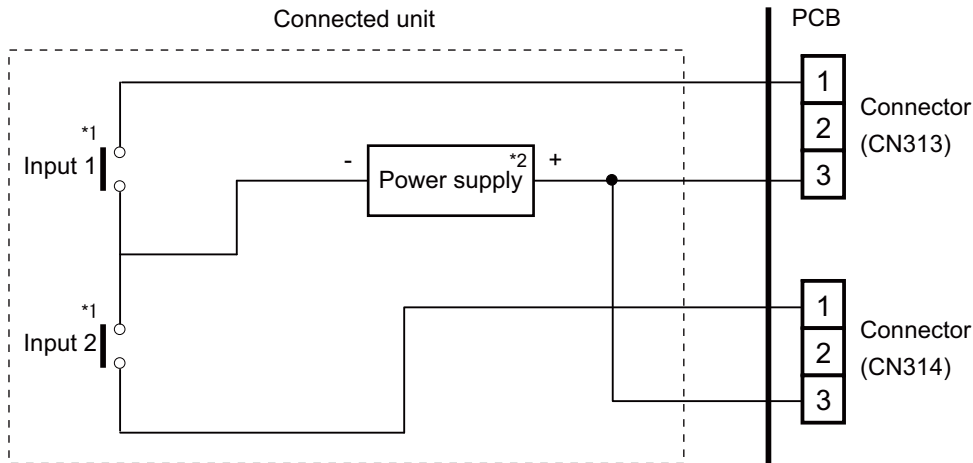 Connected unit
PCB
1
2
3
Connector
(CN313)
*1
Input 1
-
*2
+
Power supply
*1
Input 2
1
2
3
Connector
(CN314)